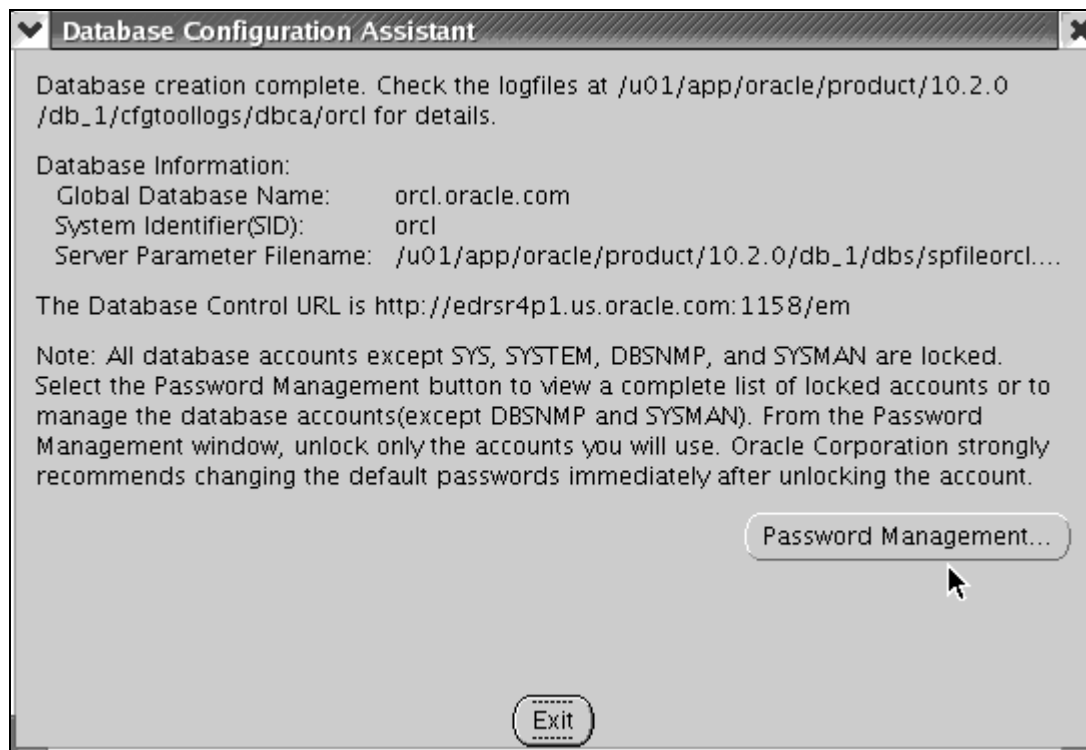 Database Configuration Assistant
Database creation complete. Check the logfiles at /u01/app/oracle/product/10.2.0
/db_1/cfgtoollogs/dbca/orcl for details.
Database Information:
Global Database Name: orcl.oracle.com
System Identifier(SID): orcl
Server Parameter Filename: /u01/app/oracle/product/10.2.0/db_1/dbs/spfileorcl....
The Database Control URL is http://edrsr4p1.us.oracle.com:1158/em
Note: All database accounts except SYS, SYSTEM, DBSNMP, and SYSMAN are locked.
Select the Password Management button to view a complete list of locked accounts or to
manage the database accounts(except DBSNMP and SYSMAN). From the Password
Management window, unlock only the accounts you will use. Oracle Corporation strongly
recommends changing the default passwords immediately after unlocking the account.
Password Management...
Exit